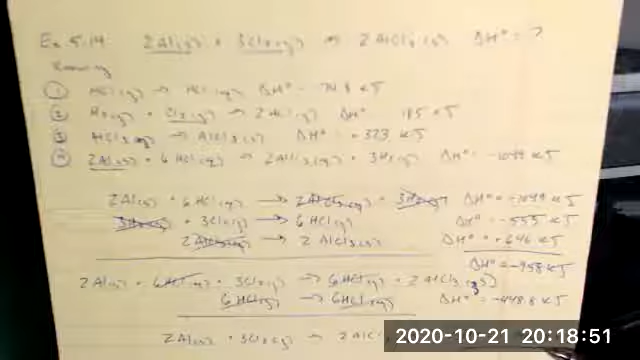 Ex. 5.14: 2Al(s) + 3Cl2(g) → 2AlCl3(s) ΔH° = ?
Knowing
① HCl(g) → HCl(aq) ΔH° = -74.8 kJ
② H2(g) + Cl2(g) → 2HCl(g) ΔH° 185 kJ
③ AlCl3(aq) → AlCl3(s) ΔH° = +323 kJ
④ 2Al(s) + 6HCl(aq) → 2AlCl3(aq) + 3H2(g) ΔH° = -1049 kJ
2Al(s) + 6HCl(aq) → 2AlCl3(aq) + 3H2(g) ΔH° = -1049 kJ
3H2(g) + 3Cl2(g) → 6HCl(g) ΔH° = -555 kJ
2AlCl3(aq) → 2AlCl3(s) ΔH° = +646 kJ
ΔH° = -958 kJ
2Al(s) + 6HCl(aq) + 3Cl2(g) → 6HCl(g) + 2AlCl3(s)
6HCl(g) → 6HCl(aq) ΔH° = -448.8 kJ
2Al(s) + 3Cl2(g) →
2020-10-21 20:18:51